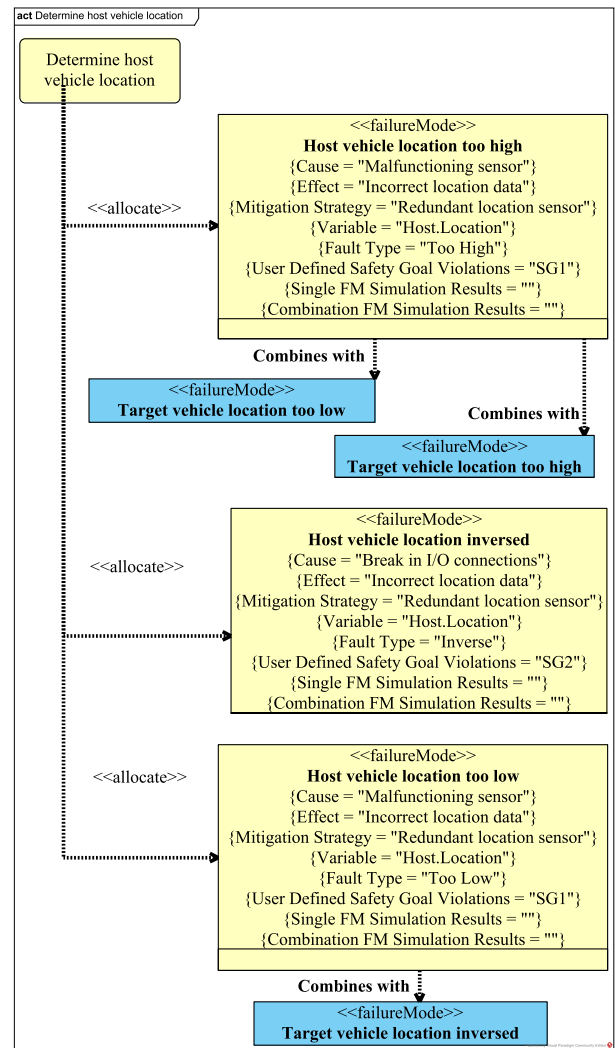 act Determine host vehicle location
Determine host
vehicle location
<<failureMode>>
Host vehicle location too high
{Cause = "Malfunctioning sensor"}
{Effect = "Incorrect location data"}
<<allocate>>
{Mitigation Strategy = "Redundant location sensor"}
{Variable = "Host.Location"}
{Fault Type = "Too High"}
{User Defined Safety Goal Violations = "SG1"}
{Single FM Simulation Results = ""}
{Combination FM Simulation Results = ""}
Combines with
<<failureMode>>
Target vehicle location too low
Combines with
<<failureMode>>
Target vehicle location too high
<<failureMode>>
Host vehicle location inversed
{Cause = "Break in I/O connections"}
<<allocate>>
{Effect = "Incorrect location data"}
{Mitigation Strategy = "Redundant location sensor"}
{Variable = "Host.Location"}
{Fault Type = "Inverse"}
{User Defined Safety Goal Violations = "SG2"}
{Single FM Simulation Results = ""}
{Combination FM Simulation Results = ""}
<<failureMode>>
Host vehicle location too low
<<allocate>>
{Cause = "Malfunctioning sensor"}
{Effect = "Incorrect location data"}
{Mitigation Strategy = "Redundant location sensor"}
{Variable = "Host.Location"}
{Fault Type = "Too Low"}
{User Defined Safety Goal Violations = "SG1"}
{Single FM Simulation Results = ""}
{Combination FM Simulation Results = ""}
Combines with
<<failureMode>>
Target vehicle location inversed
Visual Paradigm Community Edition